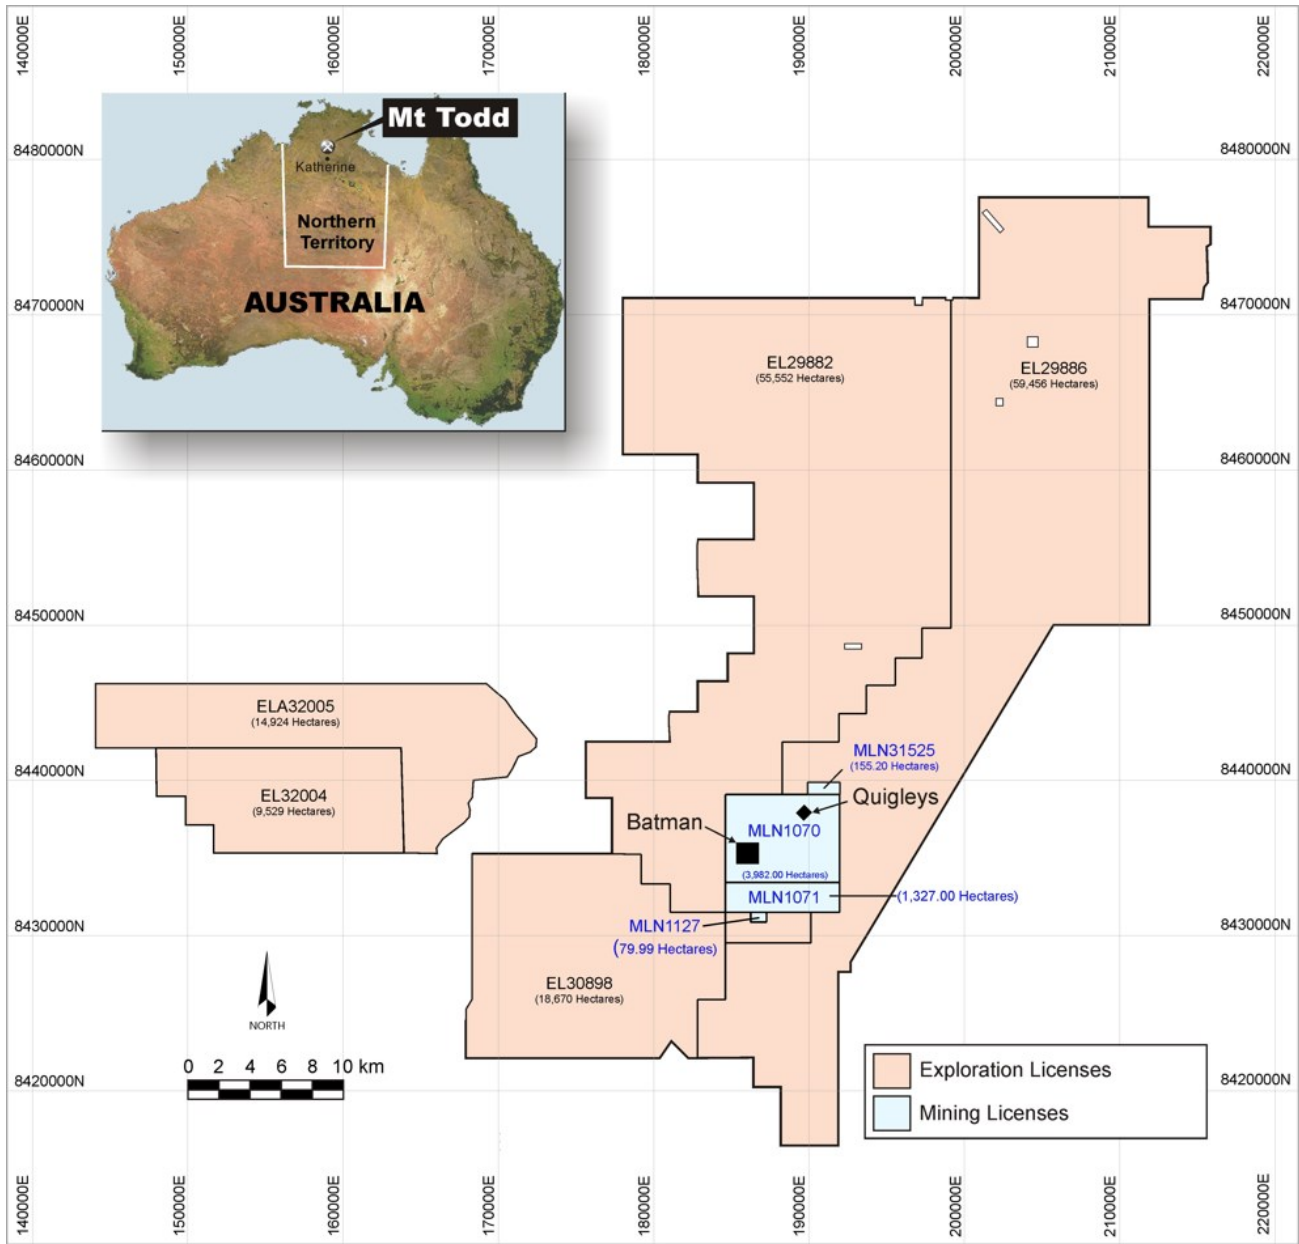 140000E
150000E
160000E
170000E
180000E
190000E
200000E
210000E
220000E
Mt Todd
8480000N
8480000N
Katherine
Northern
Territory
AUSTRALIA
8470000N
8470000N
EL29882
(55,552 Hectares)
EL29886
(59,456 Hectares)
8460000N
8460000N
8450000N
8450000N
ELA32005
(14,924 Hectares)
MLN31525
(155.20 Hectares)
8440000N
8440000N
EL32004
(9,529 Hectares)
Quigleys
Batman
MLN1070
(3,982.00 Hectares)
MLN1071
(1,327.00 Hectares)
MLN1127
(79.99 Hectares)
8430000N
8430000N
EL30898
(18,670 Hectares)
NORTH
0 2 4 6 8 10 km
Exploration Licenses
Mining Licenses
8420000N
8420000N
140000E
150000E
160000E
170000E
180000E
190000E
200000E
210000E
220000E